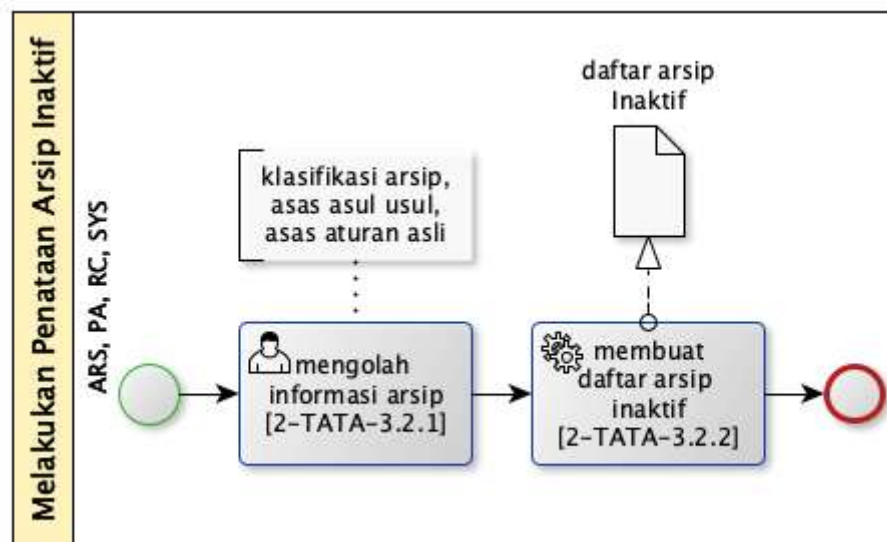 Melakukan Penataan Arsip Inaktif
ARS, PA, RC, SYS
klasifikasi arsip,
asas asul usul,
asas aturan asli
daftar arsip
Inaktif
mengolah
informasi arsip
[2-TATA-3.2.1]
membuat
daftar arsip
inaktif
[2-TATA-3.2.2]